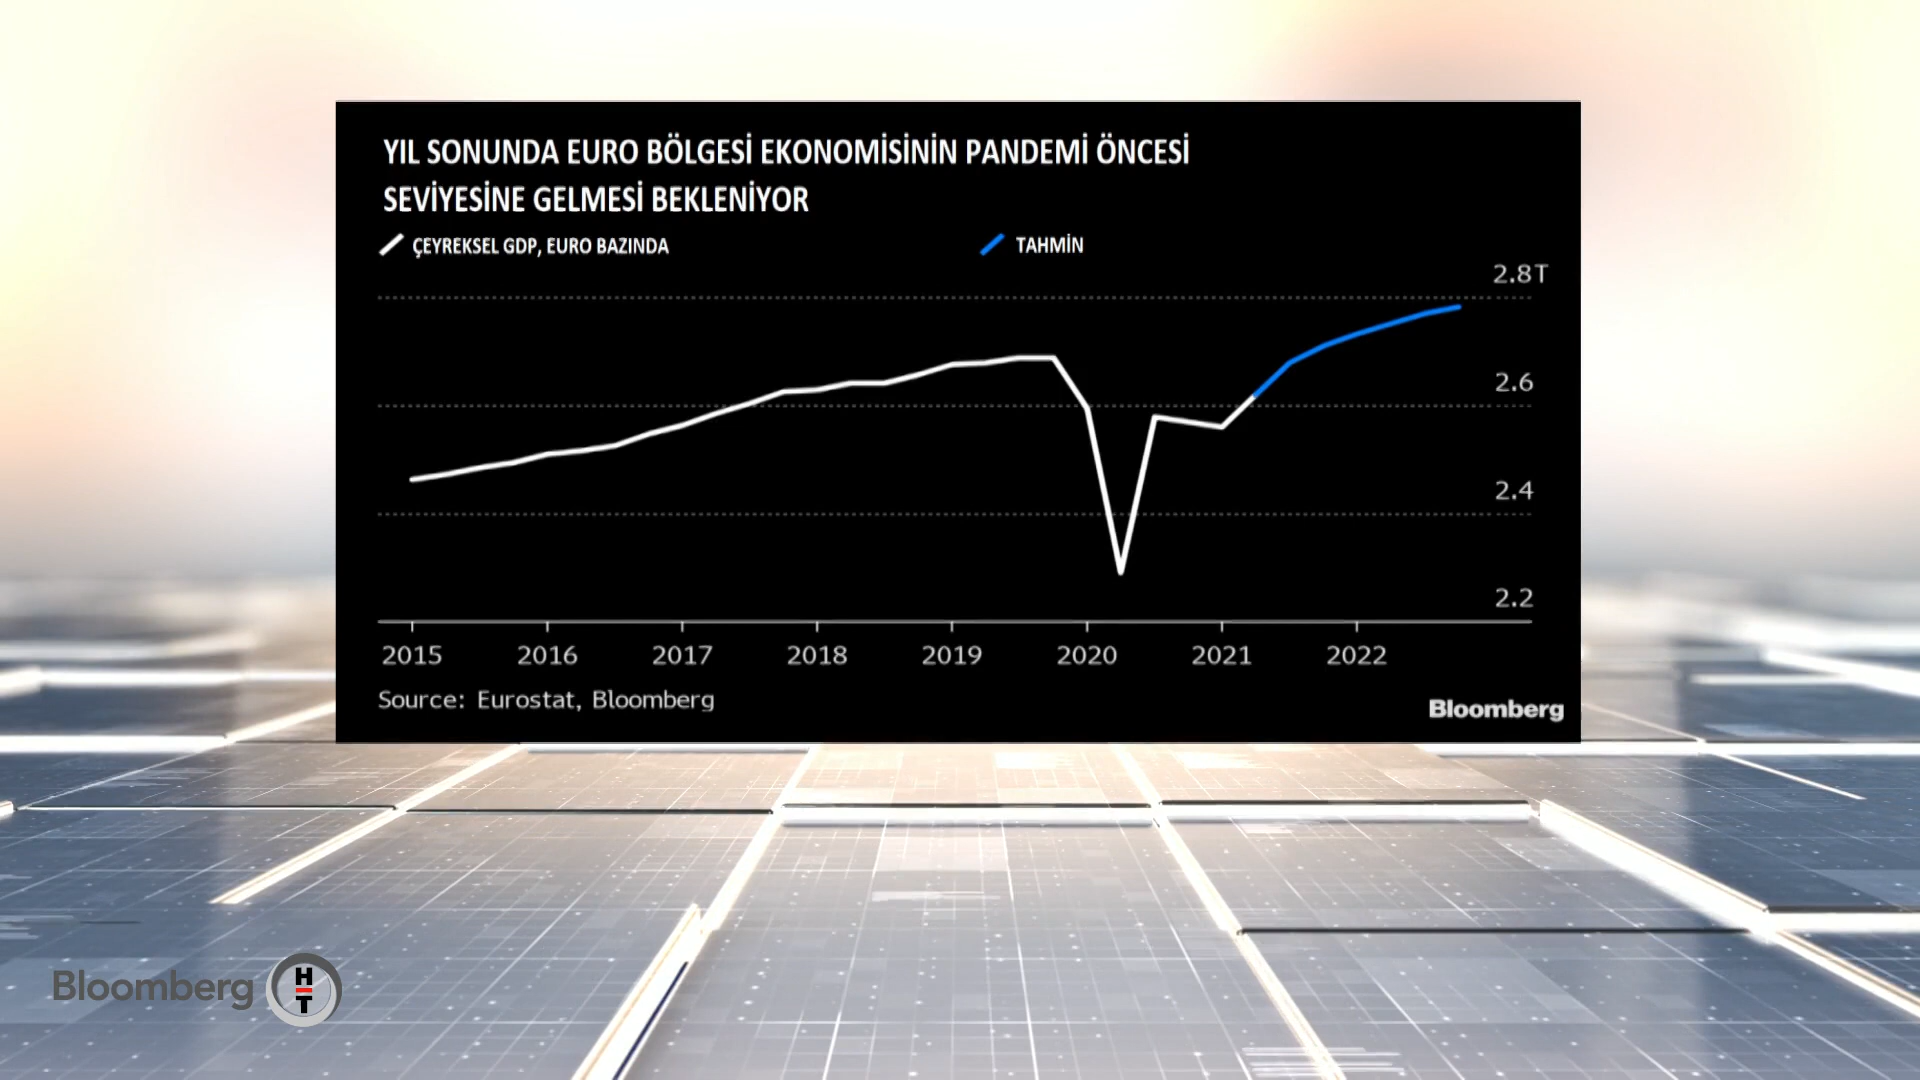 YIL SONUNDA EURO BÖLGESİ EKONOMİSİNİN PANDEMİ ÖNCESİ
SEVİYESİNE GELMESİ BEKLENİYOR
ÇEYREKSEL GDP, EURO BAZINDA
TAHMİN
2.8T
2.6
2.4
2.2
2015 2016 2017 2018 2019 2020 2021 2022
Source: Eurostat, Bloomberg
Bloomberg
Bloomberg HT